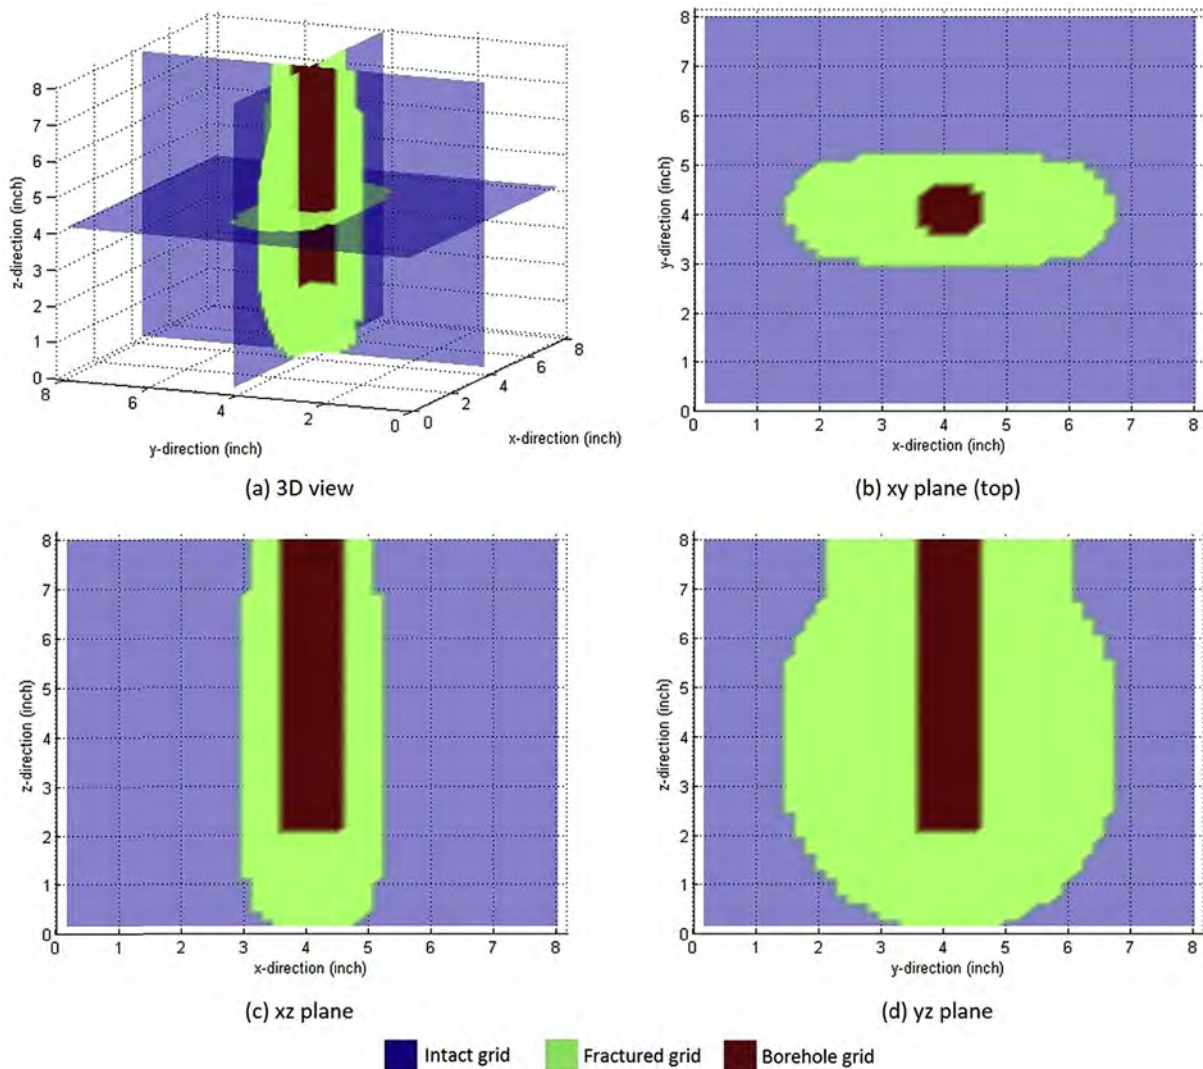 8
7
6
5
4
3
2
1
0
z-direction (inch)
8
6
4
2
0
y-direction (inch)
0
2
4
6
8
x-direction (inch)
(a) 3D view
8
7
6
5
4
3
2
1
0
y-direction (inch)
0 1 2 3 4 5 6 7 8
x-direction (inch)
(b) xy plane (top)
8
7
6
5
4
3
2
1
0
z-direction (inch)
0 1 2 3 4 5 6 7 8
x-direction (inch)
(c) xz plane
8
7
6
5
4
3
2
1
0
z-direction (inch)
0 1 2 3 4 5 6 7 8
y-direction (inch)
(d) yz plane
Intact grid Fractured grid Borehole grid